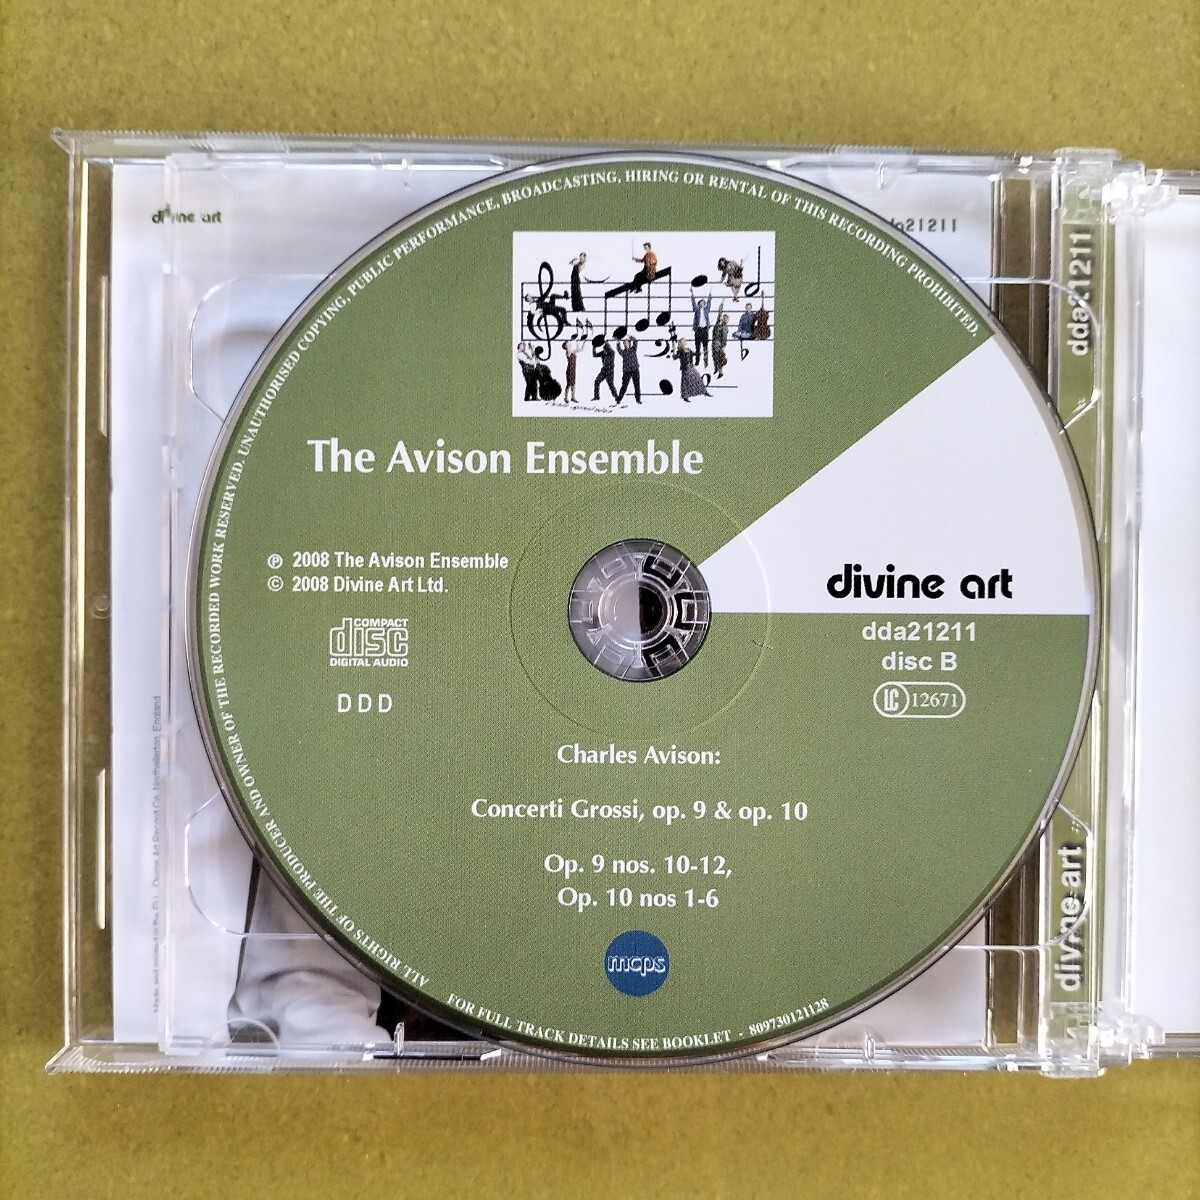 divine art
dda21211
ALL RIGHTS OF THE PRODUCER AND OWNER OF THE RECORDED WORK RESERVED. UNAUTHORISED COPYING, PUBLIC PERFORMANCE, BROADCASTING, HIRING OR RENTAL OF THIS RECORDING PROHIBITED.
The Avison Ensemble
℗ 2008 The Avison Ensemble
© 2008 Divine Art Ltd.
COMPACT
disc
DIGITAL AUDIO
DDD
divine art
dda21211
disc B
LC 12671
Charles Avison:
Concerti Grossi, op. 9 & op. 10
Op. 9 nos. 10-12,
Op. 10 nos 1-6
mcps
FOR FULL TRACK DETAILS SEE BOOKLET - 809730121128
dda21211
divine art